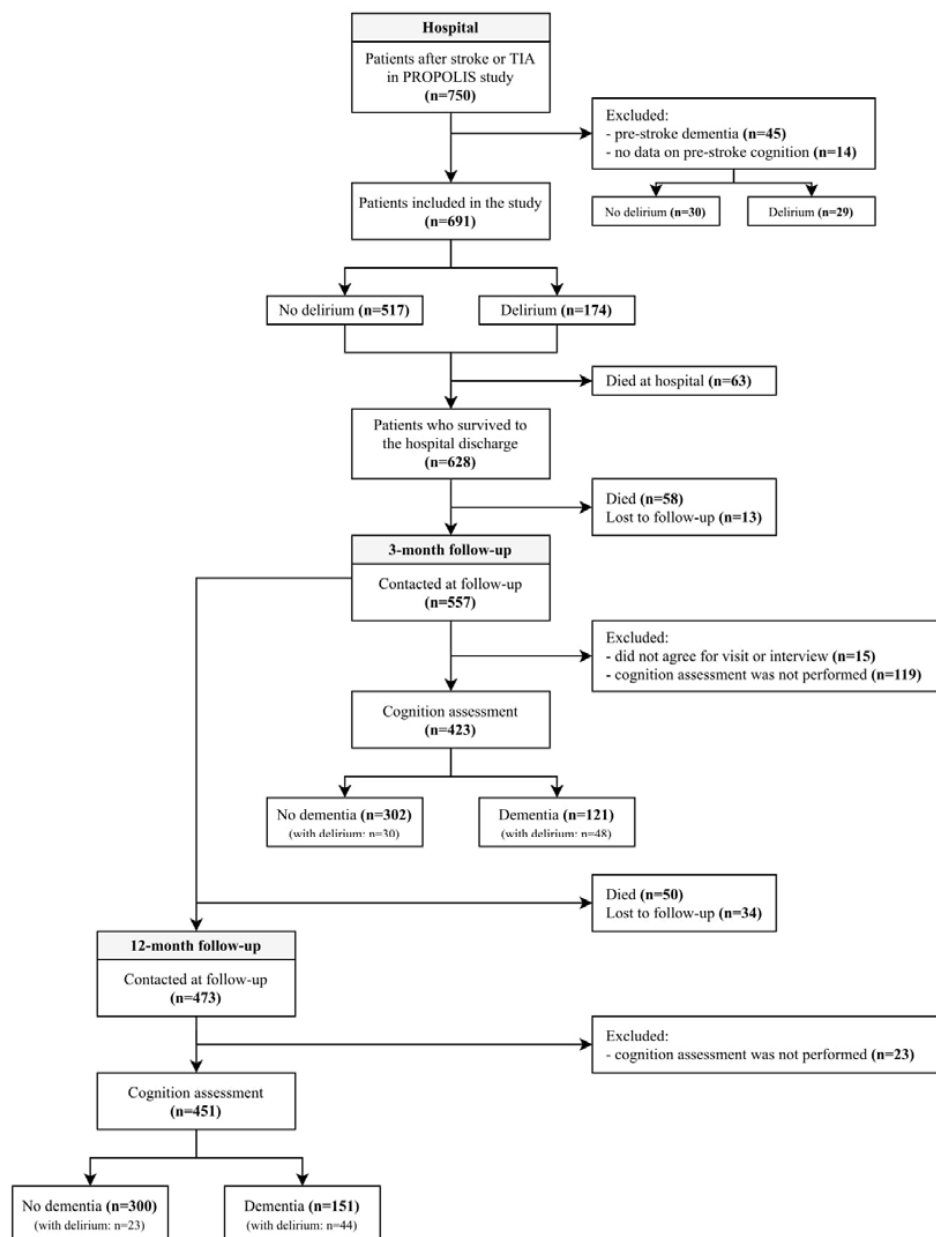 Hospital
Patients after stroke or TIA
in PROPOLIS study
(n=750)
Excluded:
- pre-stroke dementia (n=45)
- no data on pre-stroke cognition (n=14)
No delirium (n=30)
Delirium (n=29)
Patients included in the study
(n=691)
No delirium (n=517)
Delirium (n=174)
Died at hospital (n=63)
Patients who survived to
the hospital discharge
(n=628)
Died (n=58)
Lost to follow-up (n=13)
3-month follow-up
Contacted at follow-up
(n=557)
Excluded:
- did not agree for visit or interview (n=15)
- cognition assessment was not performed (n=119)
Cognition assessment
(n=423)
No dementia (n=302)
(with delirium: n=30)
Dementia (n=121)
(with delirium: n=48)
Died (n=50)
Lost to follow-up (n=34)
12-month follow-up
Contacted at follow-up
(n=473)
Excluded:
- cognition assessment was not performed (n=23)
Cognition assessment
(n=451)
No dementia (n=300)
(with delirium: n=23)
Dementia (n=151)
(with delirium: n=44)